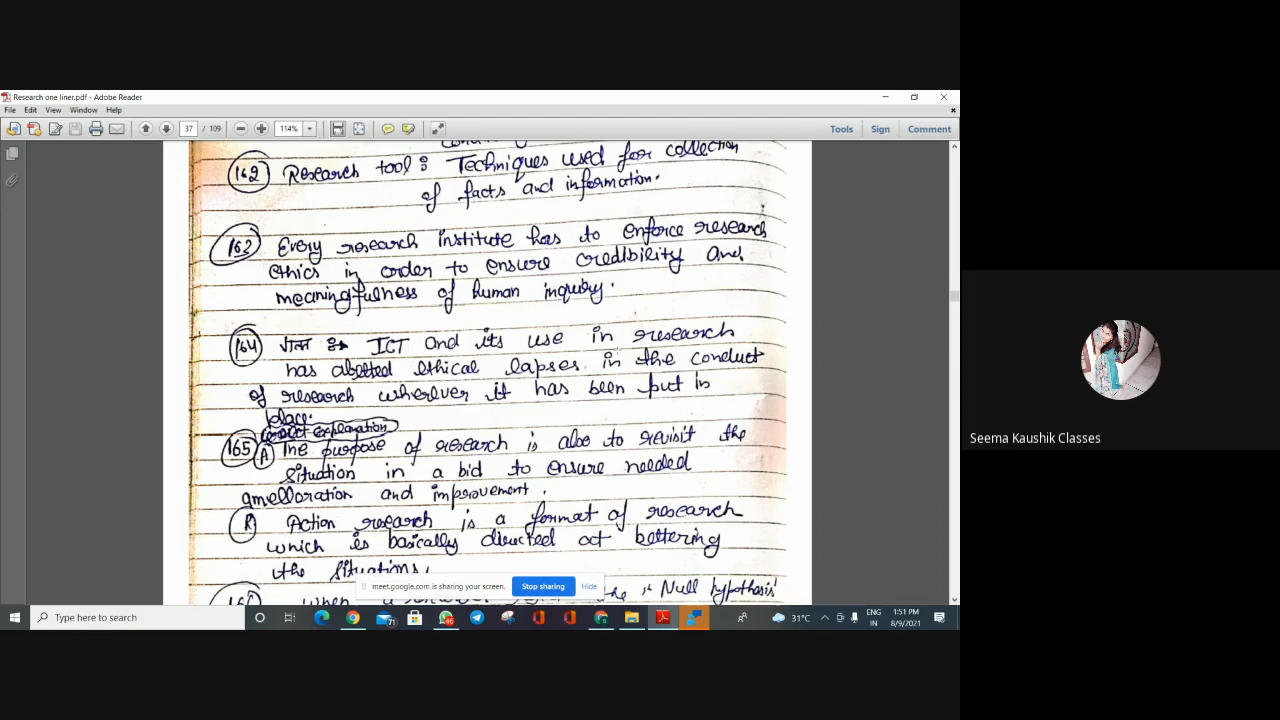 Research one liner.pdf - Adobe Reader
File Edit View Window Help
37 / 109 114% Tools Sign Comment
162 Research tool: Techniques used for collection
of facts and information.
163 Every research institute has to enforce research
ethics in order to ensure credibility and
meaningfulness of human inquiry.
164 गलत है ICT and its use in research
has abetted ethical lapses in the conduct
of research wherever it has been put in
place.
correct explanation
165 A The purpose of research is also to revisit the
situation in a bid to ensure needed
amelloration and improvement.
R Action research is a format of research
which is basically directed at bettering
the situations.
meet.google.com is sharing your screen. Stop sharing Hide
when a the "Null hypothesis"
Seema Kaushik Classes
Type here to search
71
31°C
ENG
IN
1:51 PM
8/9/2021